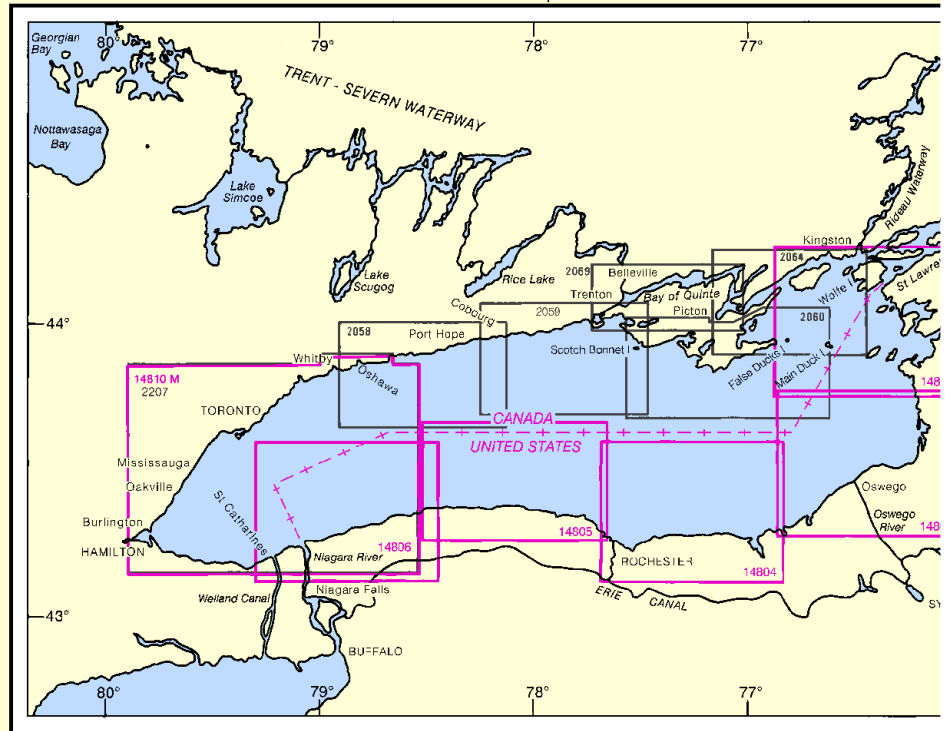 80°
79°
78°
77°
Georgian
Bay
TRENT - SEVERN WATERWAY
Nottawasaga
Bay
Lake
Simcoe
Rideau Waterway
Kingston
2064
Lake
Scugog
Rice Lake
2069
Belleville
Wolfe I
St Lawre
Trenton
Bay of Quinte
Picton
Cobourg
2059
2060
44°
2058
Port Hope
Scotch Bonnet I
False Ducks I
Main Duck I
Whitby
Oshawa
14810 M
2207
148
TORONTO
CANADA
UNITED STATES
Mississauga
Oakville
St Catharines
Oswego
Oswego
River
Burlington
HAMILTON
14806
14805
Niagara River
ROCHESTER
14804
Niagara Falls
Welland Canal
ERIE CANAL
43°
SY
BUFFALO
80°
79°
78°
77°